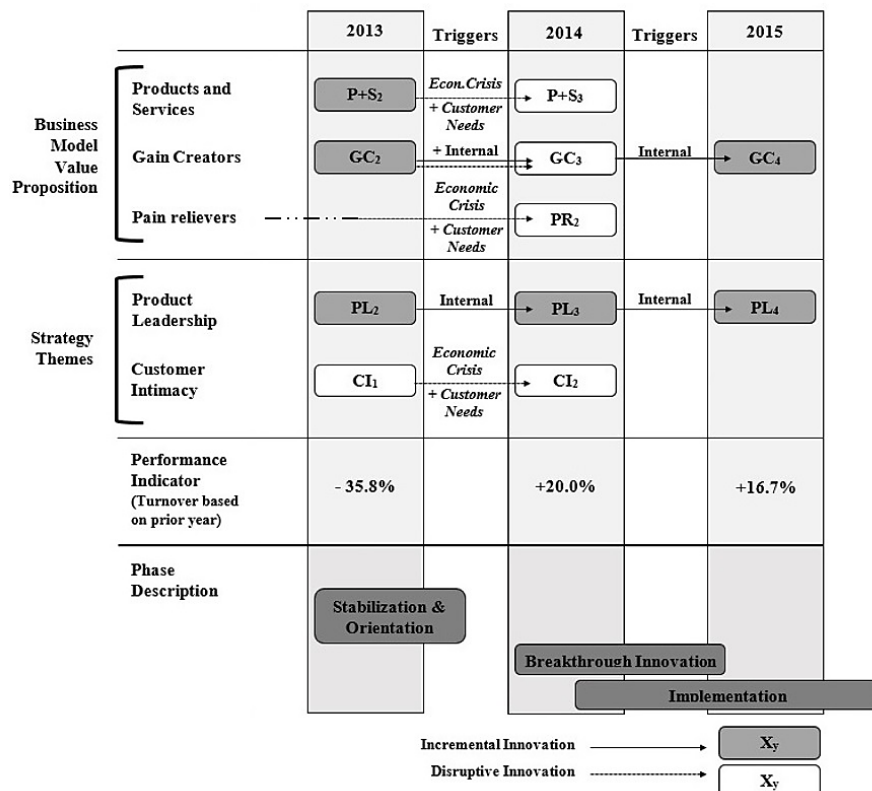 2013 Triggers 2014 Triggers 2015
Business
Model
Value
Proposition
Products and
Services
P+S₂
Econ.Crisis
+ Customer
Needs
P+S₃
Gain Creators
GC₂
+ Internal
GC₃
Internal
GC₄
Pain relievers
Economic
Crisis
+ Customer
Needs
PR₂
Strategy
Themes
Product
Leadership
PL₂
Internal
PL₃
Internal
PL₄
Customer
Intimacy
CI₁
Economic
Crisis
+ Customer
Needs
CI₂
Performance
Indicator
(Turnover based
on prior year)
- 35.8%
+20.0%
+16.7%
Phase
Description
Stabilization &
Orientation
Breakthrough Innovation
Implementation
Incremental Innovation
Xy
Disruptive Innovation
Xy